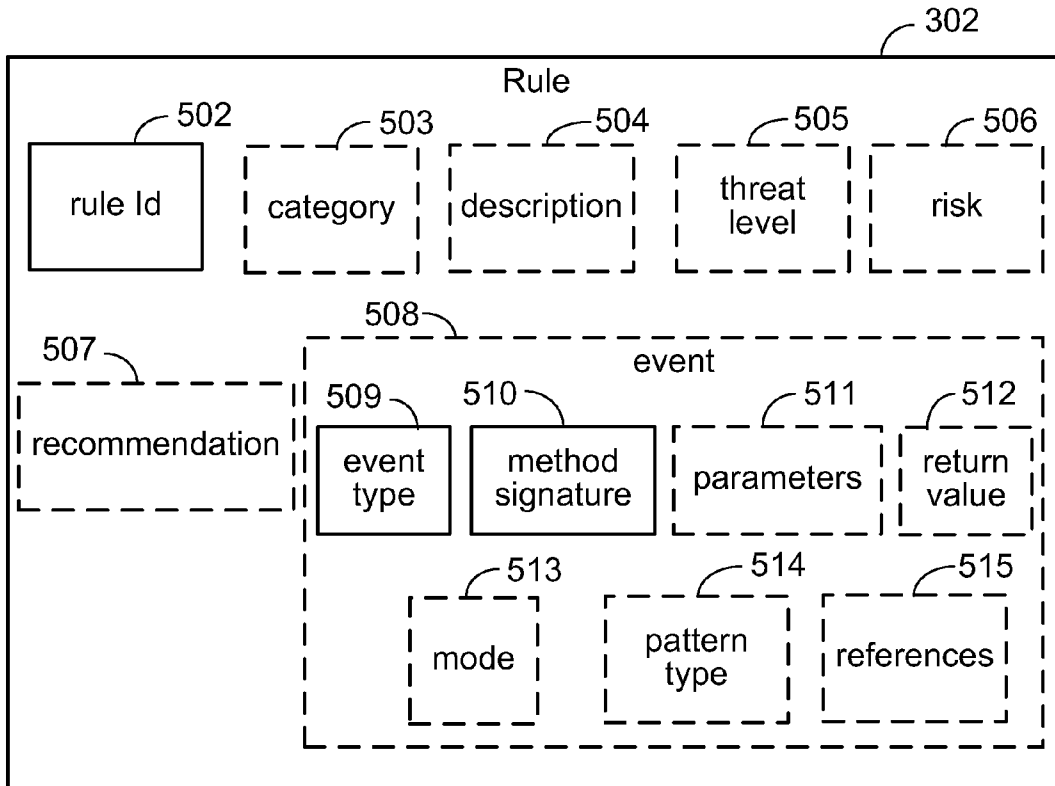 302
Rule
502
503
504
505
506
rule Id
category
description
threat
level
risk
507
recommendation
508
event
509
510
511
512
event
type
method
signature
parameters
return
value
513
514
515
mode
pattern
type
references